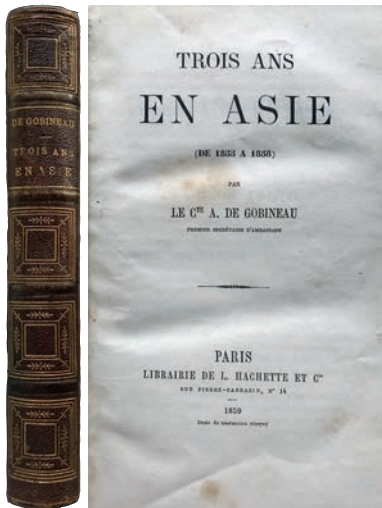 DE GOBINEAU
TROIS ANS
EN ASIE
TROIS ANS
EN ASIE
(DE 1855 A 1858)
PAR
LE Cte A. DE GOBINEAU
PREMIER SECRÉTAIRE D'AMBASSADE
PARIS
LIBRAIRIE DE L. HACHETTE ET Cie
RUE PIERRE-SARRAZIN, N° 14
1859
Droit de traduction réservé